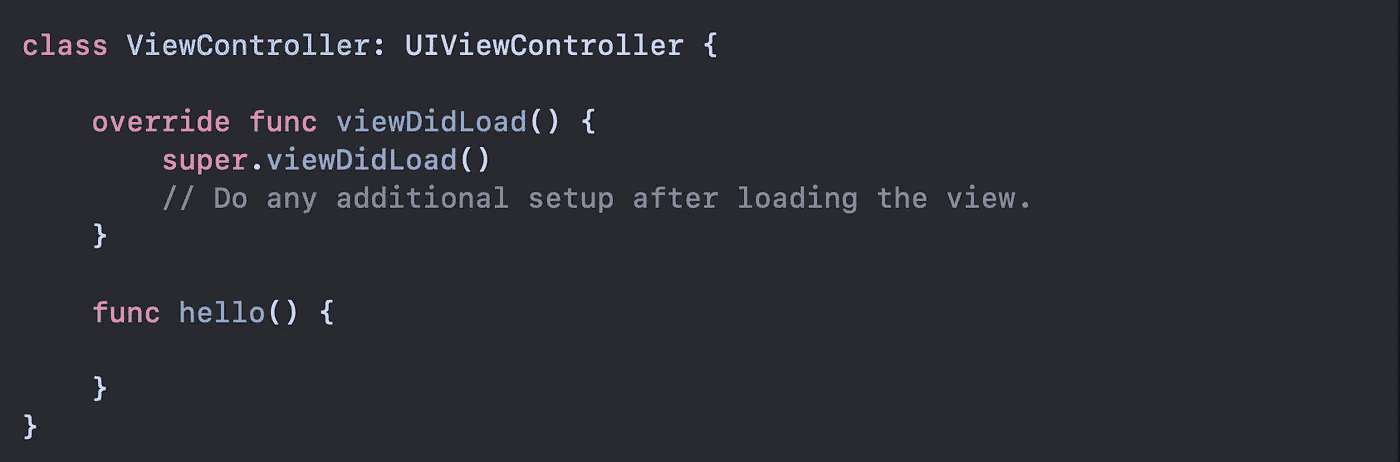 class ViewController: UIViewController {
    override func viewDidLoad() {
        super.viewDidLoad()
        // Do any additional setup after loading the view.
    }
    func hello() {
    }
}